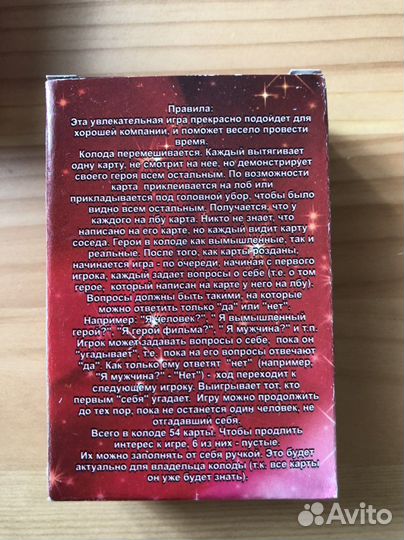 Правила:
Эта увлекательная игра прекрасно подойдет для
хорошей компании, и поможет весело провести
время.
Колода перемешивается. Каждый вытягивает
одну карту, не смотрит на нее, но демонстрирует
своего героя всем остальным. По возможности
карта приклеивается на лоб или
прикладывается под головной убор, чтобы было
видно всем остальным. Получается, что у
каждого на лбу карта. Никто не знает, что
написано на его карте, но каждый видит карту
соседа. Герои в колоде как вымышленные, так и
реальные. После того, как карты розданы,
начинается игра - по очереди, начиная с первого
игрока, каждый задает вопросы о себе (т.е. о том
герое, который написан на карте у него на лбу).
Вопросы должны быть такими, на которые
можно ответить только "да" или "нет".
Например: "Я человек?", " Я вымышленный
герой?", "Я герой фильма?", " Я мужчина?" и т.п.
Игрок может задавать вопросы о себе, пока он
"угадывает", т.е. пока на его вопросы отвечают
"да". Как только ему ответят "нет" (например,
"Я мужчина?" - "Нет") - ход переходит к
следующему игроку. Выигрывает тот, кто
первым "себя" угадает. Игру можно продолжить
до тех пор, пока не останется один человек, не
отгадавший себя.
Всего в колоде 54 карты. Чтобы продлить
интерес к игре, 6 из них - пустые.
Их можно заполнять от себя ручкой. Это будет
актуально для владельца колоды (т.к. все карты
он уже будет знать).
Avito